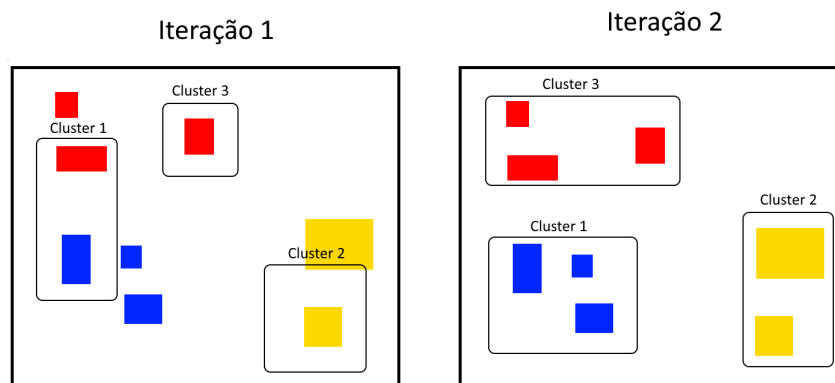 Iteração 1
Cluster 3
Cluster 1
Cluster 2
Iteração 2
Cluster 3
Cluster 2
Cluster 1